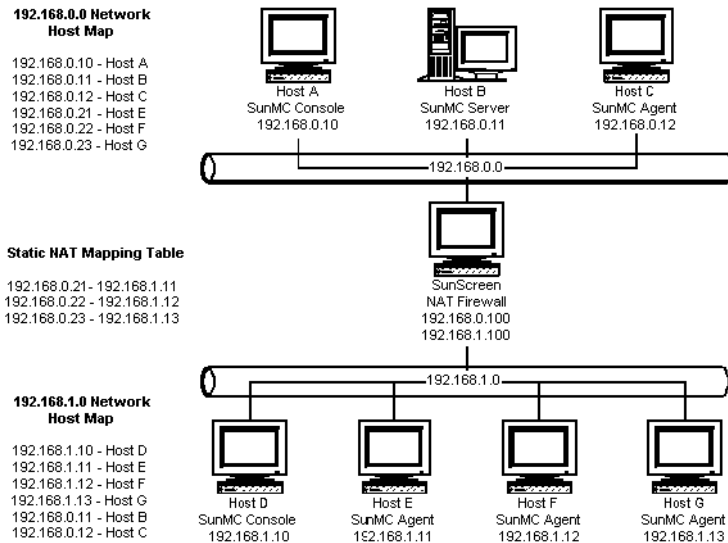 192.168.0.0 Network
Host Map
192.168.0.10 - Host A
192.168.0.11 - Host B
192.168.0.12 - Host C
192.168.0.21 - Host E
192.168.0.22 - Host F
192.168.0.23 - Host G
Host A
SunMC Console
192.168.0.10
Host B
SunMC Server
192.168.0.11
Host C
SunMC Agent
192.168.0.12
192.168.0.0
Static NAT Mapping Table
192.168.0.21- 192.168.1.11
192.168.0.22 - 192.168.1.12
192.168.0.23 - 192.168.1.13
SunScreen
NAT Firewall
192.168.0.100
192.168.1.100
192.168.1.0
192.168.1.0 Network
Host Map
192.168.1.10 - Host D
192.168.1.11 - Host E
192.168.1.12 - Host F
192.168.1.13 - Host G
192.168.0.11 - Host B
192.168.0.12 - Host C
Host D
SunMC Console
192.168.1.10
Host E
SunMC Agent
192.168.1.11
Host F
SunMC Agent
192.168.1.12
Host G
SunMC Agent
192.168.1.13